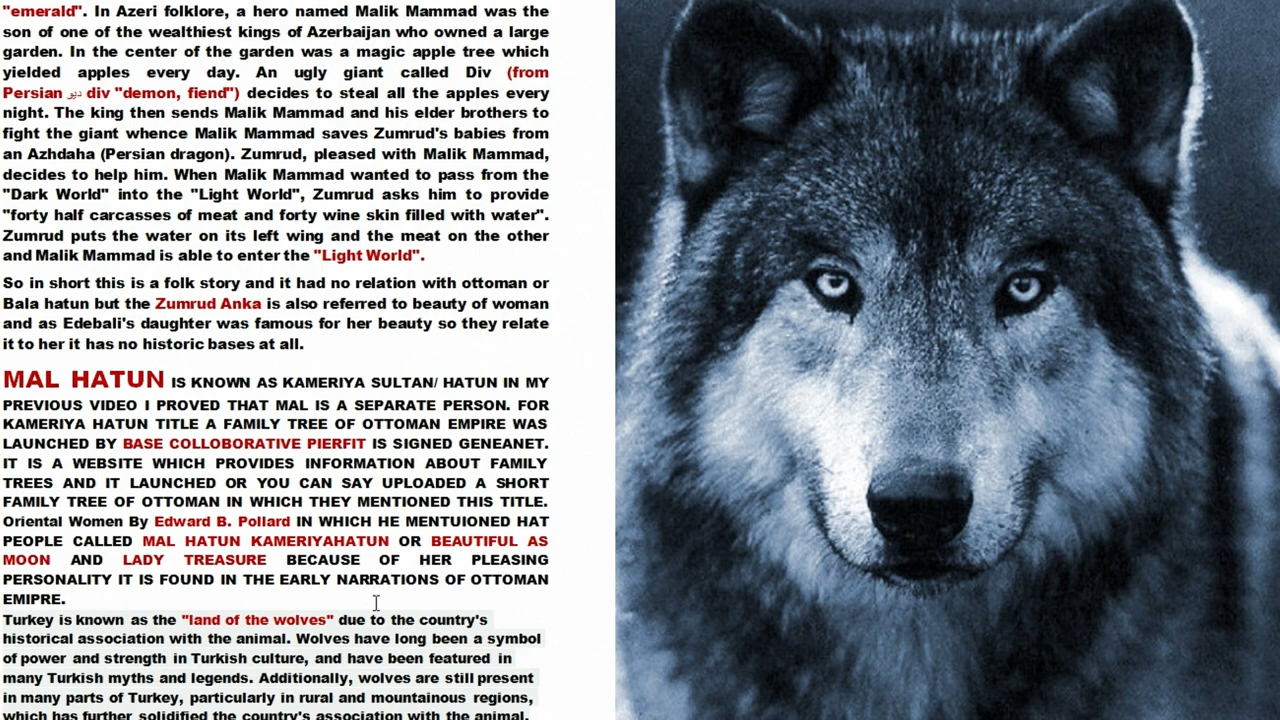 "emerald". In Azeri folklore, a hero named Malik Mammad was the
son of one of the wealthiest kings of Azerbaijan who owned a large
garden. In the center of the garden was a magic apple tree which
yielded apples every day. An ugly giant called Div (from
Persian دیو div "demon, fiend") decides to steal all the apples every
night. The king then sends Malik Mammad and his elder brothers to
fight the giant whence Malik Mammad saves Zumrud's babies from
an Azhdaha (Persian dragon). Zumrud, pleased with Malik Mammad,
decides to help him. When Malik Mammad wanted to pass from the
"Dark World" into the "Light World", Zumrud asks him to provide
"forty half carcasses of meat and forty wine skin filled with water".
Zumrud puts the water on its left wing and the meat on the other
and Malik Mammad is able to enter the "Light World".
So in short this is a folk story and it had no relation with ottoman or
Bala hatun but the Zumrud Anka is also referred to beauty of woman
and as Edebali's daughter was famous for her beauty so they relate
it to her it has no historic bases at all.
MAL HATUN IS KNOWN AS KAMERIYA SULTAN/ HATUN IN MY
PREVIOUS VIDEO I PROVED THAT MAL IS A SEPARATE PERSON. FOR
KAMERIYA HATUN TITLE A FAMILY TREE OF OTTOMAN EMPIRE WAS
LAUNCHED BY BASE COLLOBORATIVE PIERFIT IS SIGNED GENEANET.
IT IS A WEBSITE WHICH PROVIDES INFORMATION ABOUT FAMILY
TREES AND IT LAUNCHED OR YOU CAN SAY UPLOADED A SHORT
FAMILY TREE OF OTTOMAN IN WHICH THEY MENTIONED THIS TITLE.
Oriental Women By Edward B. Pollard IN WHICH HE MENTUIONED HAT
PEOPLE CALLED MAL HATUN KAMERIYAHATUN OR BEAUTIFUL AS
MOON AND LADY TREASURE BECAUSE OF HER PLEASING
PERSONALITY IT IS FOUND IN THE EARLY NARRATIONS OF OTTOMAN
EMIPRE.
Turkey is known as the "land of the wolves" due to the country's
historical association with the animal. Wolves have long been a symbol
of power and strength in Turkish culture, and have been featured in
many Turkish myths and legends. Additionally, wolves are still present
in many parts of Turkey, particularly in rural and mountainous regions,
which has further solidified the country's association with the animal.